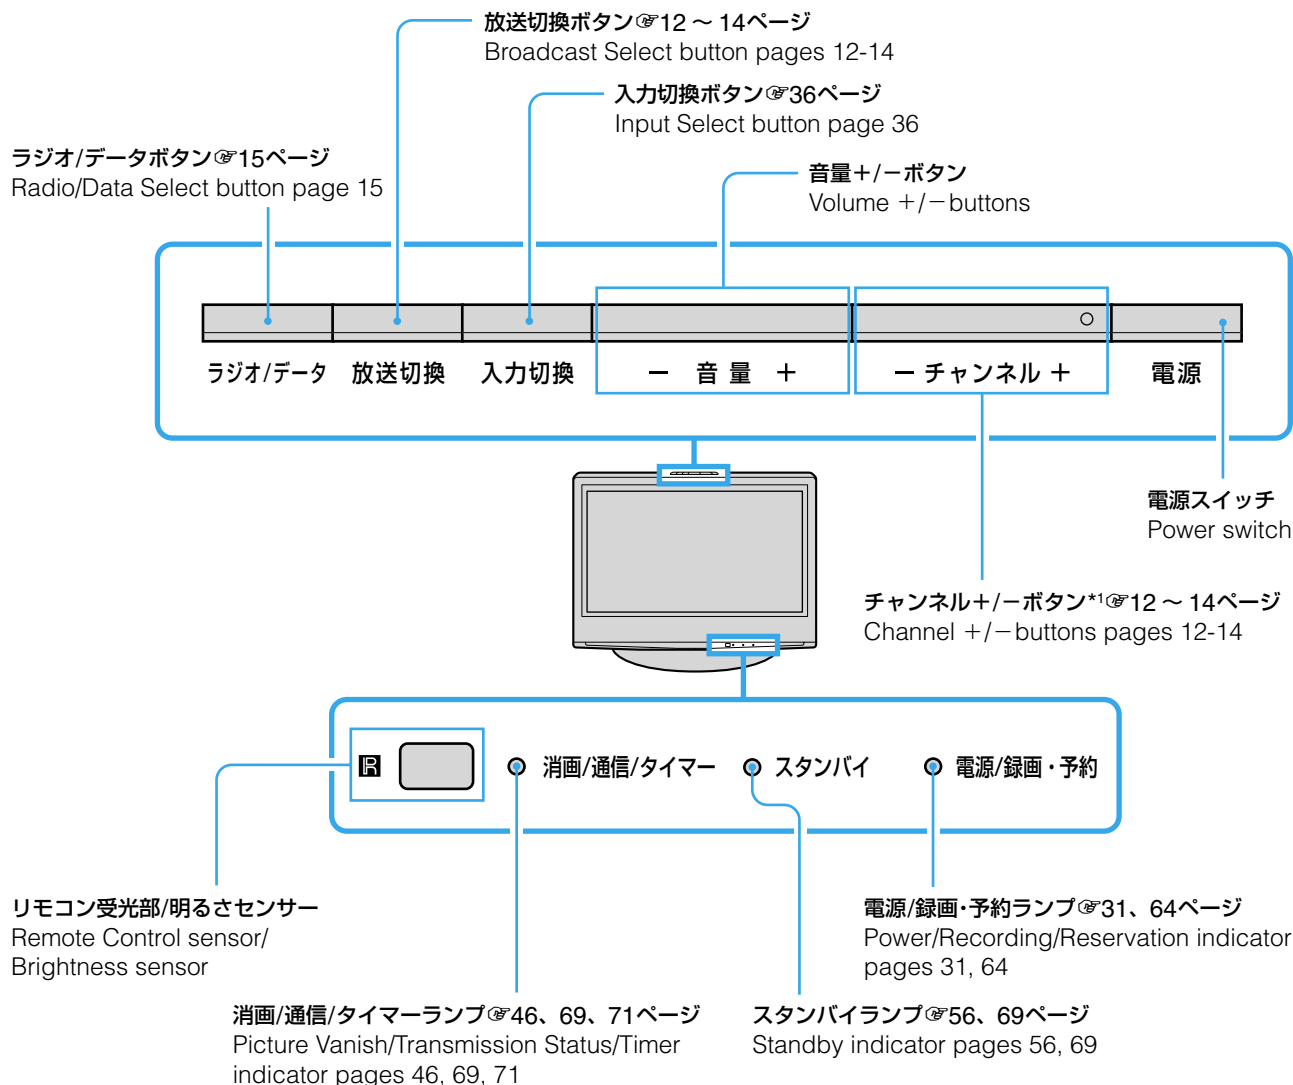 放送切換ボタン☞12 ~ 14ページ
Broadcast Select button pages 12-14
入力切換ボタン☞36ページ
Input Select button page 36
ラジオ/データボタン☞15ページ
Radio/Data Select button page 15
音量+/-ボタン
Volume +/-buttons
ラジオ/データ 放送切換 入力切換 - 音 量 + - チャンネル + 電源
電源スイッチ
Power switch
チャンネル+/-ボタン*1☞12 ~ 14ページ
Channel +/-buttons pages 12-14
R 消画/通信/タイマー スタンバイ 電源/録画・予約
リモコン受光部/明るさセンサー
Remote Control sensor/
Brightness sensor
電源/録画・予約ランプ☞31、64ページ
Power/Recording/Reservation indicator
pages 31, 64
消画/通信/タイマーランプ☞46、69、71ページ
Picture Vanish/Transmission Status/Timer
indicator pages 46, 69, 71
スタンバイランプ☞56、69ページ
Standby indicator pages 56, 69